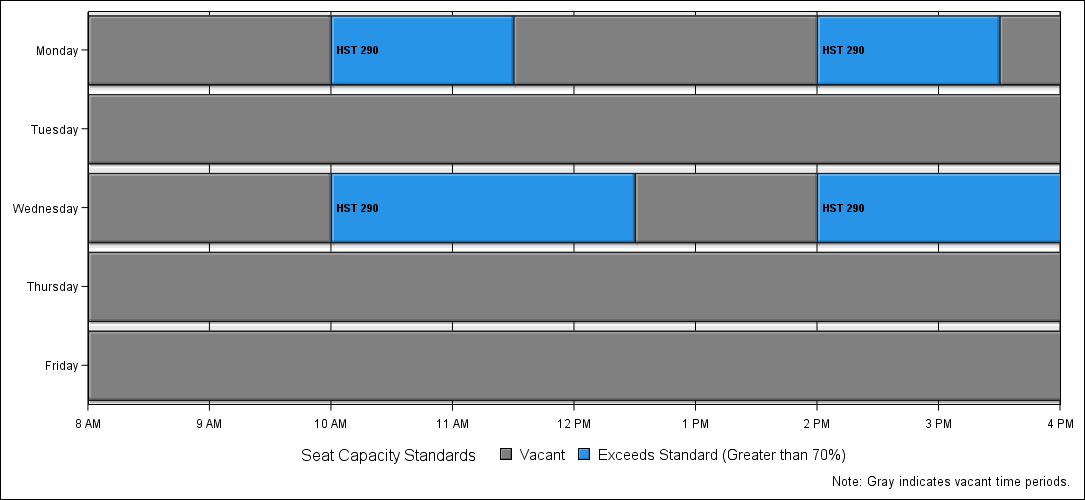 Monday
HST 290
HST 290
Tuesday
Wednesday
HST 290
HST 290
Thursday
Friday
8 AM 9 AM 10 AM 11 AM 12 PM 1 PM 2 PM 3 PM 4 PM
Seat Capacity Standards Vacant Exceeds Standard (Greater than 70%)
Note: Gray indicates vacant time periods.